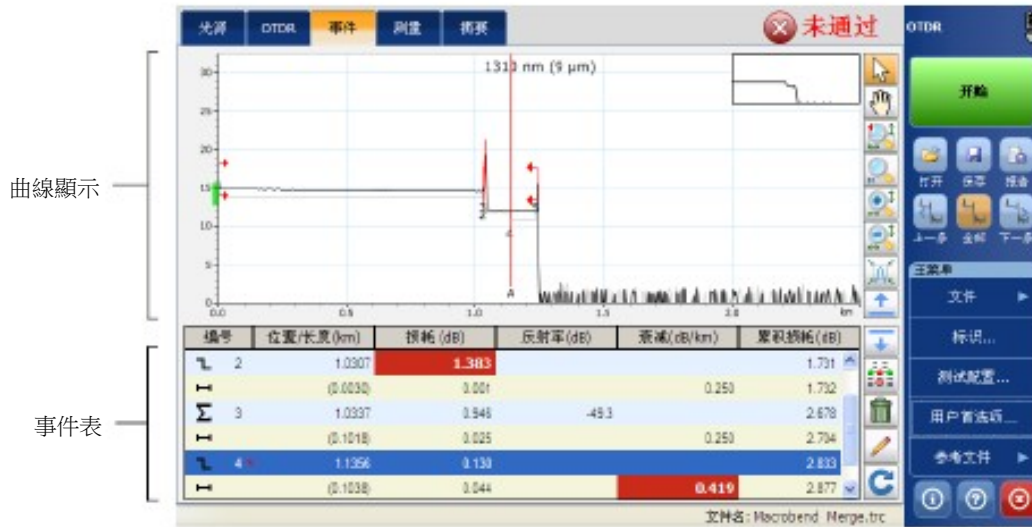 光源 OTDR 事件 测量 摘要
未通过
OTDR
1310 nm (9 µm)
30
25
20
15
10
5
0
0.0 0.5 1.0 1.5 2.0 km
A
曲線顯示
开始
打开 保存 报告
上一条 全部 下一条
主菜单
文件
标识...
测试配置...
用户首选项...
参考文件
事件表
编号 位置/长度(km) 损耗 (dB) 反射率(dB) 衰减(dB/km) 累积损耗(dB)
2 1.0307 1.383 1.731
(0.0030) 0.001 0.250 1.732
3 1.0337 0.946 -49.3 2.678
(0.1018) 0.025 0.250 2.704
4 1.1356 0.130 2.833
(0.1038) 0.044 0.419 2.877
文件名: Macrobend Merge.trc